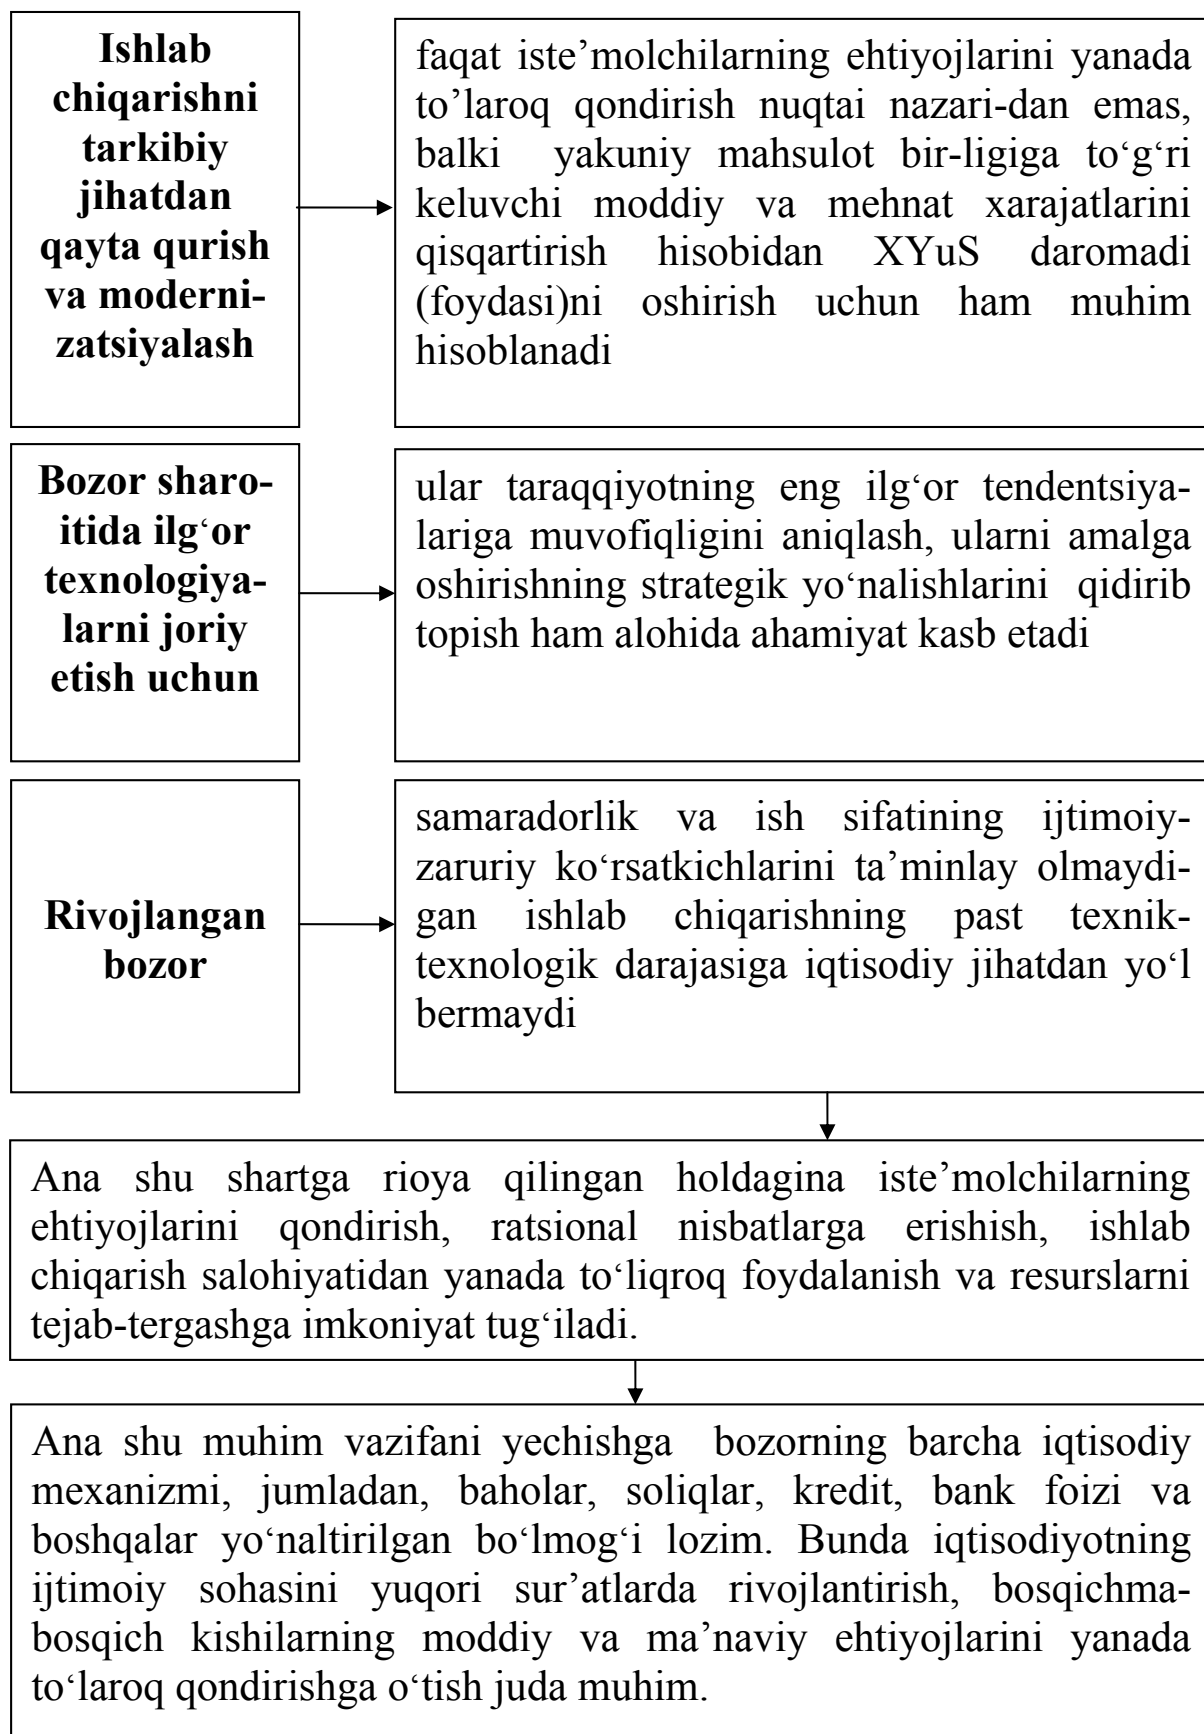 Ishlab
chiqarishni
tarkibiy
jihatdan
qayta qurish
va moderni-
zatsiyalash
faqat iste’molchilarning ehtiyojlarini yanada
to’laroq qondirish nuqtai nazari-dan emas,
balki yakuniy mahsulot bir-ligiga to‘g‘ri
keluvchi moddiy va mehnat xarajatlarini
qisqartirish hisobidan XYuS daromadi
(foydasi)ni oshirish uchun ham muhim
hisoblanadi
Bozor sharo-
itida ilg‘or
texnologiya-
larni joriy
etish uchun
ular taraqqiyotning eng ilg‘or tendentsiya-
lariga muvofiqligini aniqlash, ularni amalga
oshirishning strategik yo‘nalishlarini qidirib
topish ham alohida ahamiyat kasb etadi
Rivojlangan
bozor
samaradorlik va ish sifatining ijtimoiy-
zaruriy ko‘rsatkichlarini ta’minlay olmaydi-
gan ishlab chiqarishning past texnik-
texnologik darajasiga iqtisodiy jihatdan yo‘l
bermaydi
Ana shu shartga rioya qilingan holdagina iste’molchilarning
ehtiyojlarini qondirish, ratsional nisbatlarga erishish, ishlab
chiqarish salohiyatidan yanada to‘liqroq foydalanish va resurslarni
tejab-tergashga imkoniyat tug‘iladi.
Ana shu muhim vazifani yechishga bozorning barcha iqtisodiy
mexanizmi, jumladan, baholar, soliqlar, kredit, bank foizi va
boshqalar yo‘naltirilgan bo‘lmog‘i lozim. Bunda iqtisodiyotning
ijtimoiy sohasini yuqori sur’atlarda rivojlantirish, bosqichma-
bosqich kishilarning moddiy va ma’naviy ehtiyojlarini yanada
to‘laroq qondirishga o‘tish juda muhim.